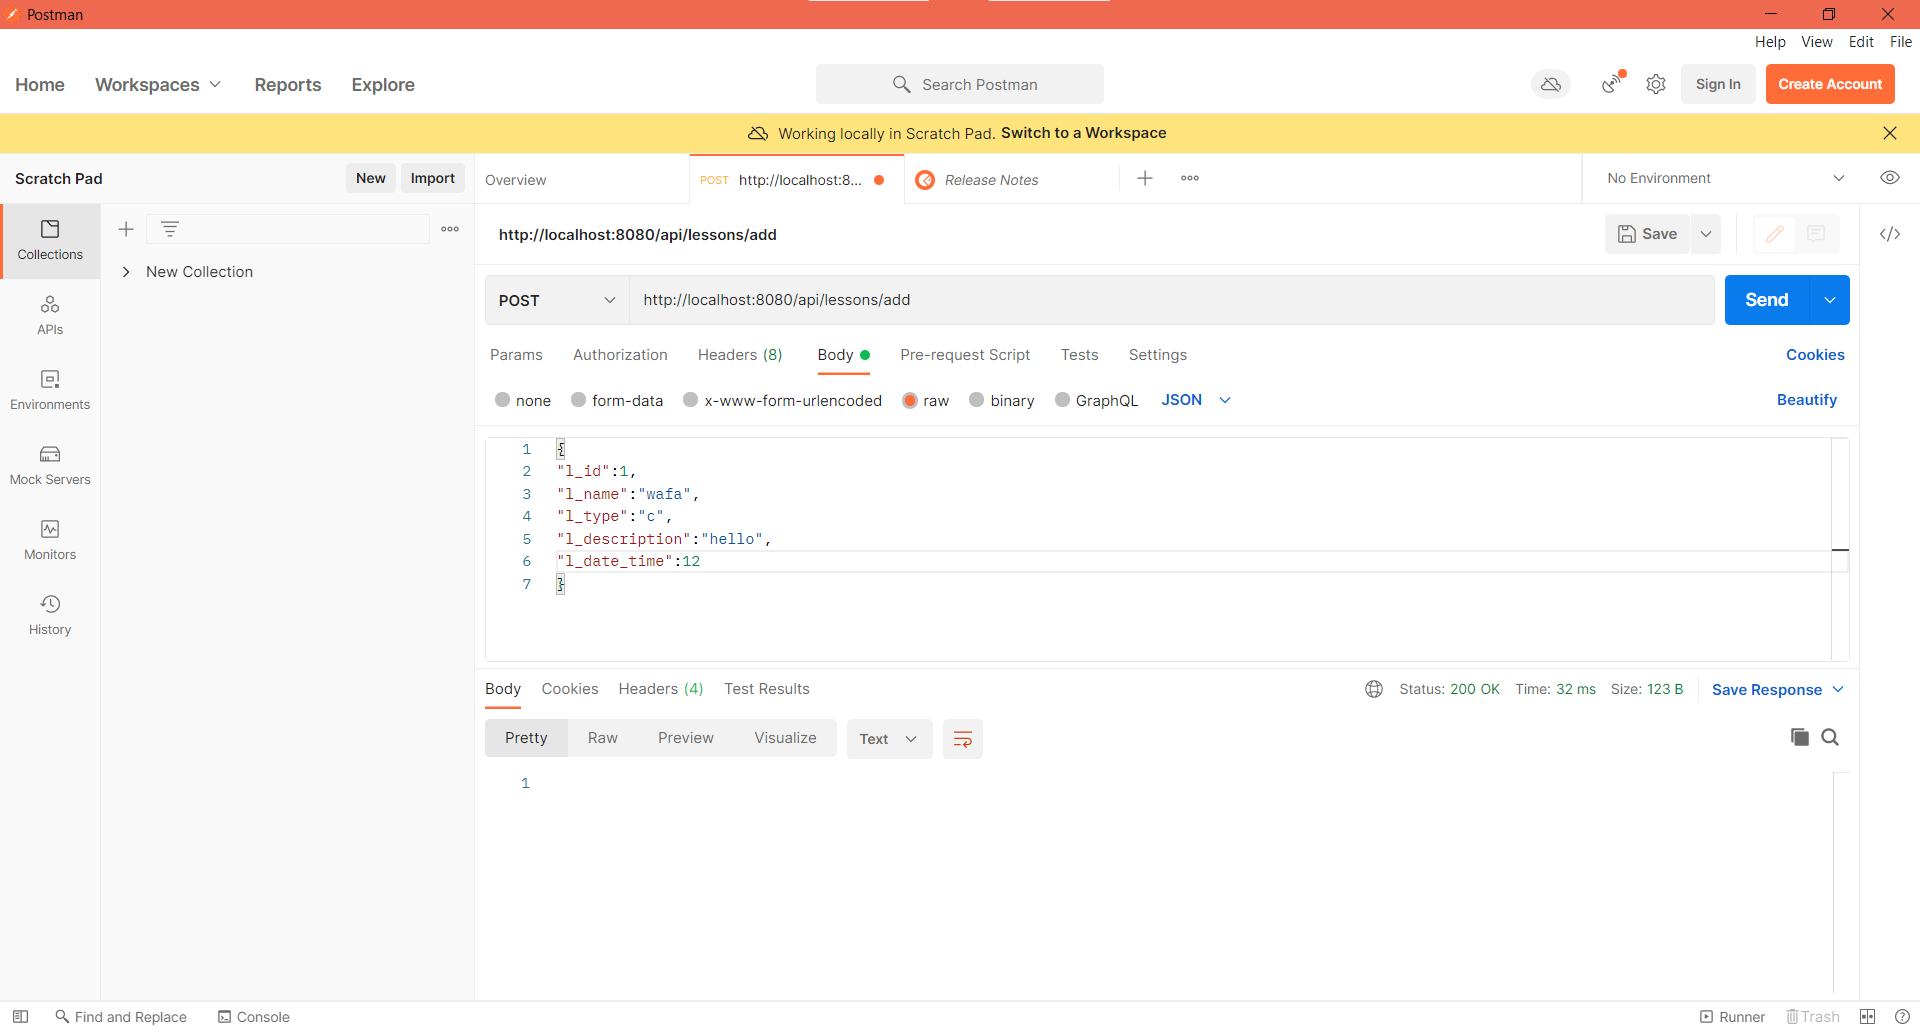 Postman
Help View Edit File
Home Workspaces Reports Explore
Search Postman
Sign In
Create Account
Working locally in Scratch Pad. Switch to a Workspace
Scratch Pad
New
Import
Overview
POST http://localhost:8...
Release Notes
No Environment
Collections
APIs
Environments
Mock Servers
Monitors
History
New Collection
http://localhost:8080/api/lessons/add
Save
POST
http://localhost:8080/api/lessons/add
Send
Params Authorization Headers (8) Body Pre-request Script Tests Settings
Cookies
none form-data x-www-form-urlencoded raw binary GraphQL JSON
Beautify
1 {
2 "l_id":1,
3 "l_name":"wafa",
4 "l_type":"c",
5 "l_description":"hello",
6 "l_date_time":12
7 }
Body Cookies Headers (4) Test Results
Status: 200 OK Time: 32 ms Size: 123 B
Save Response
Pretty Raw Preview Visualize
Text
1
Find and Replace
Console
Runner
Trash